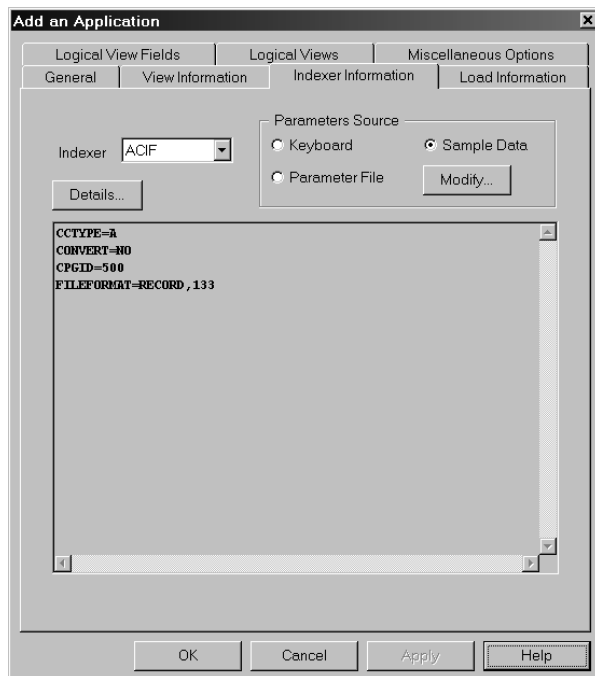 Add an Application
Logical View Fields Logical Views Miscellaneous Options
General View Information Indexer Information Load Information
Parameters Source
Indexer ACIF Keyboard Sample Data
Parameter File Modify...
Details...
CCTYPE=A
CONVERT=NO
CPGID=500
FILEFORMAT=RECORD,133
OK Cancel Apply Help